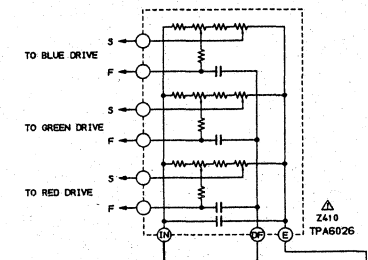 S
TO BLUE DRIVE
F
S
TO GREEN DRIVE
F
S
TO RED DRIVE
F
Z410
TPA6026
IN DF E